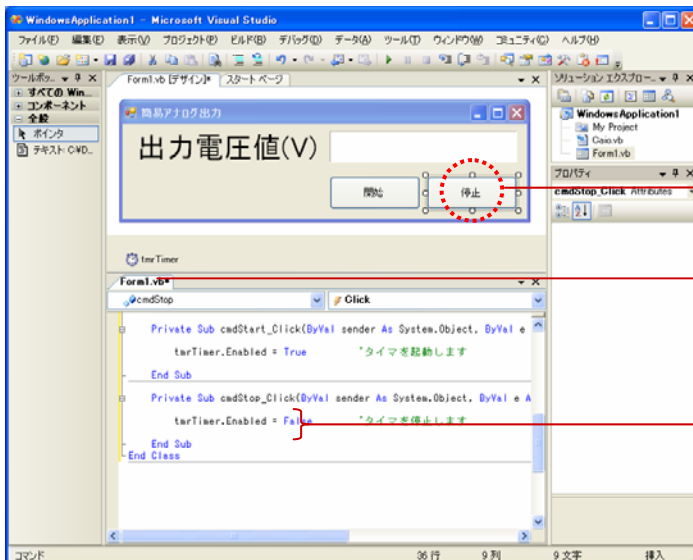 WindowsApplication1 - Microsoft Visual Studio
ファイル(F) 編集(E) 表示(V) プロジェクト(P) ビルド(B) デバッグ(D) データ(A) ツール(T) ウィンドウ(W) コミュニティ(C) ヘルプ(H)
ツールボッ..
すべての Win...
コンポーネント
全般
ポインタ
テキスト: C:¥D..
Form1.vb [デザイン]* スタート ページ
簡易アナログ出力
出力電圧値(V)
開始 停止
tmrTimer
Form1.vb*
cmdStop Click
Private Sub cmdStart_Click(ByVal sender As System.Object, ByVal e
tmrTimer.Enabled = True 'タイマを起動します
End Sub
Private Sub cmdStop_Click(ByVal sender As System.Object, ByVal e A
tmrTimer.Enabled = False 'タイマを停止します
End Sub
End Class
ソリューション エクスプロー..
WindowsApplication1
My Project
Caio.vb
Form1.vb
プロパティ
cmdStop_Click Attributes
コマンド 36 行 9 列 9 文字 挿入